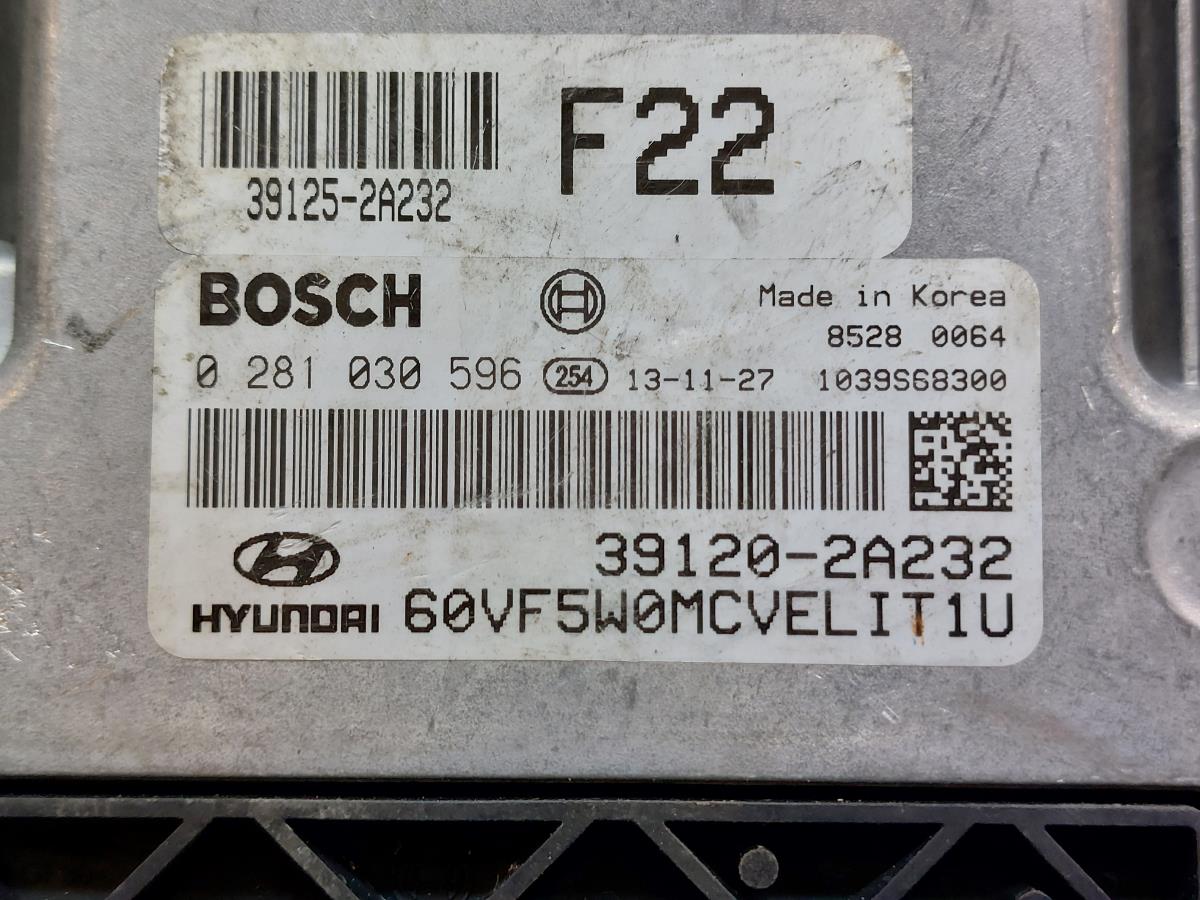 F22
39125-2A232
BOSCH
Made in Korea
8528 0064
0 281 030 596 254 13-11-27 1039S68300
39120-2A232
HYUNDAI 60VF5W0MCVELIT1U